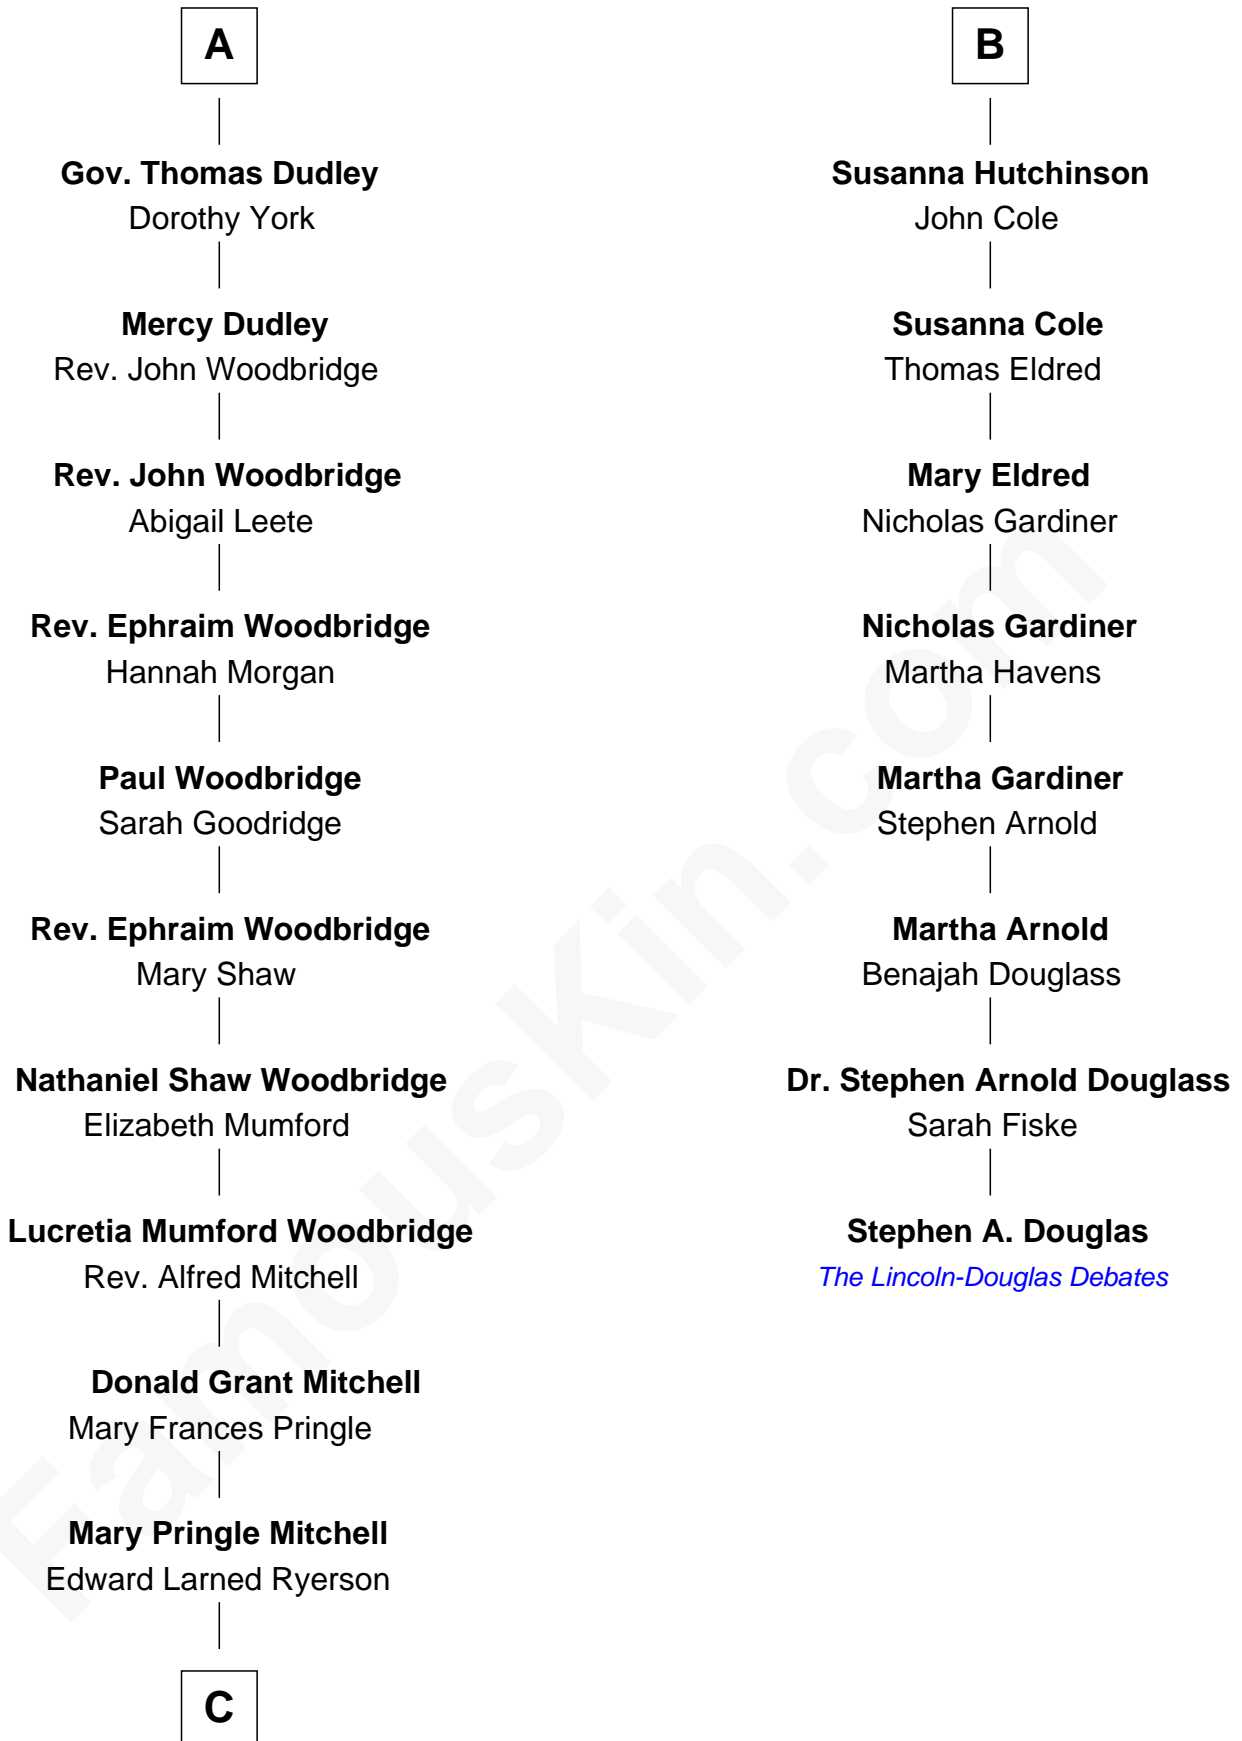 A
Gov. Thomas Dudley
Dorothy York
Mercy Dudley
Rev. John Woodbridge
Rev. John Woodbridge
Abigail Leete
Rev. Ephraim Woodbridge
Hannah Morgan
Paul Woodbridge
Sarah Goodridge
Rev. Ephraim Woodbridge
Mary Shaw
Nathaniel Shaw Woodbridge
Elizabeth Mumford
Lucretia Mumford Woodbridge
Rev. Alfred Mitchell
Donald Grant Mitchell
Mary Frances Pringle
Mary Pringle Mitchell
Edward Larned Ryerson
C
B
Susanna Hutchinson
John Cole
Susanna Cole
Thomas Eldred
Mary Eldred
Nicholas Gardiner
Nicholas Gardiner
Martha Havens
Martha Gardiner
Stephen Arnold
Martha Arnold
Benajah Douglass
Dr. Stephen Arnold Douglass
Sarah Fiske
Stephen A. Douglas
The Lincoln-Douglas Debates
FamousKin.com